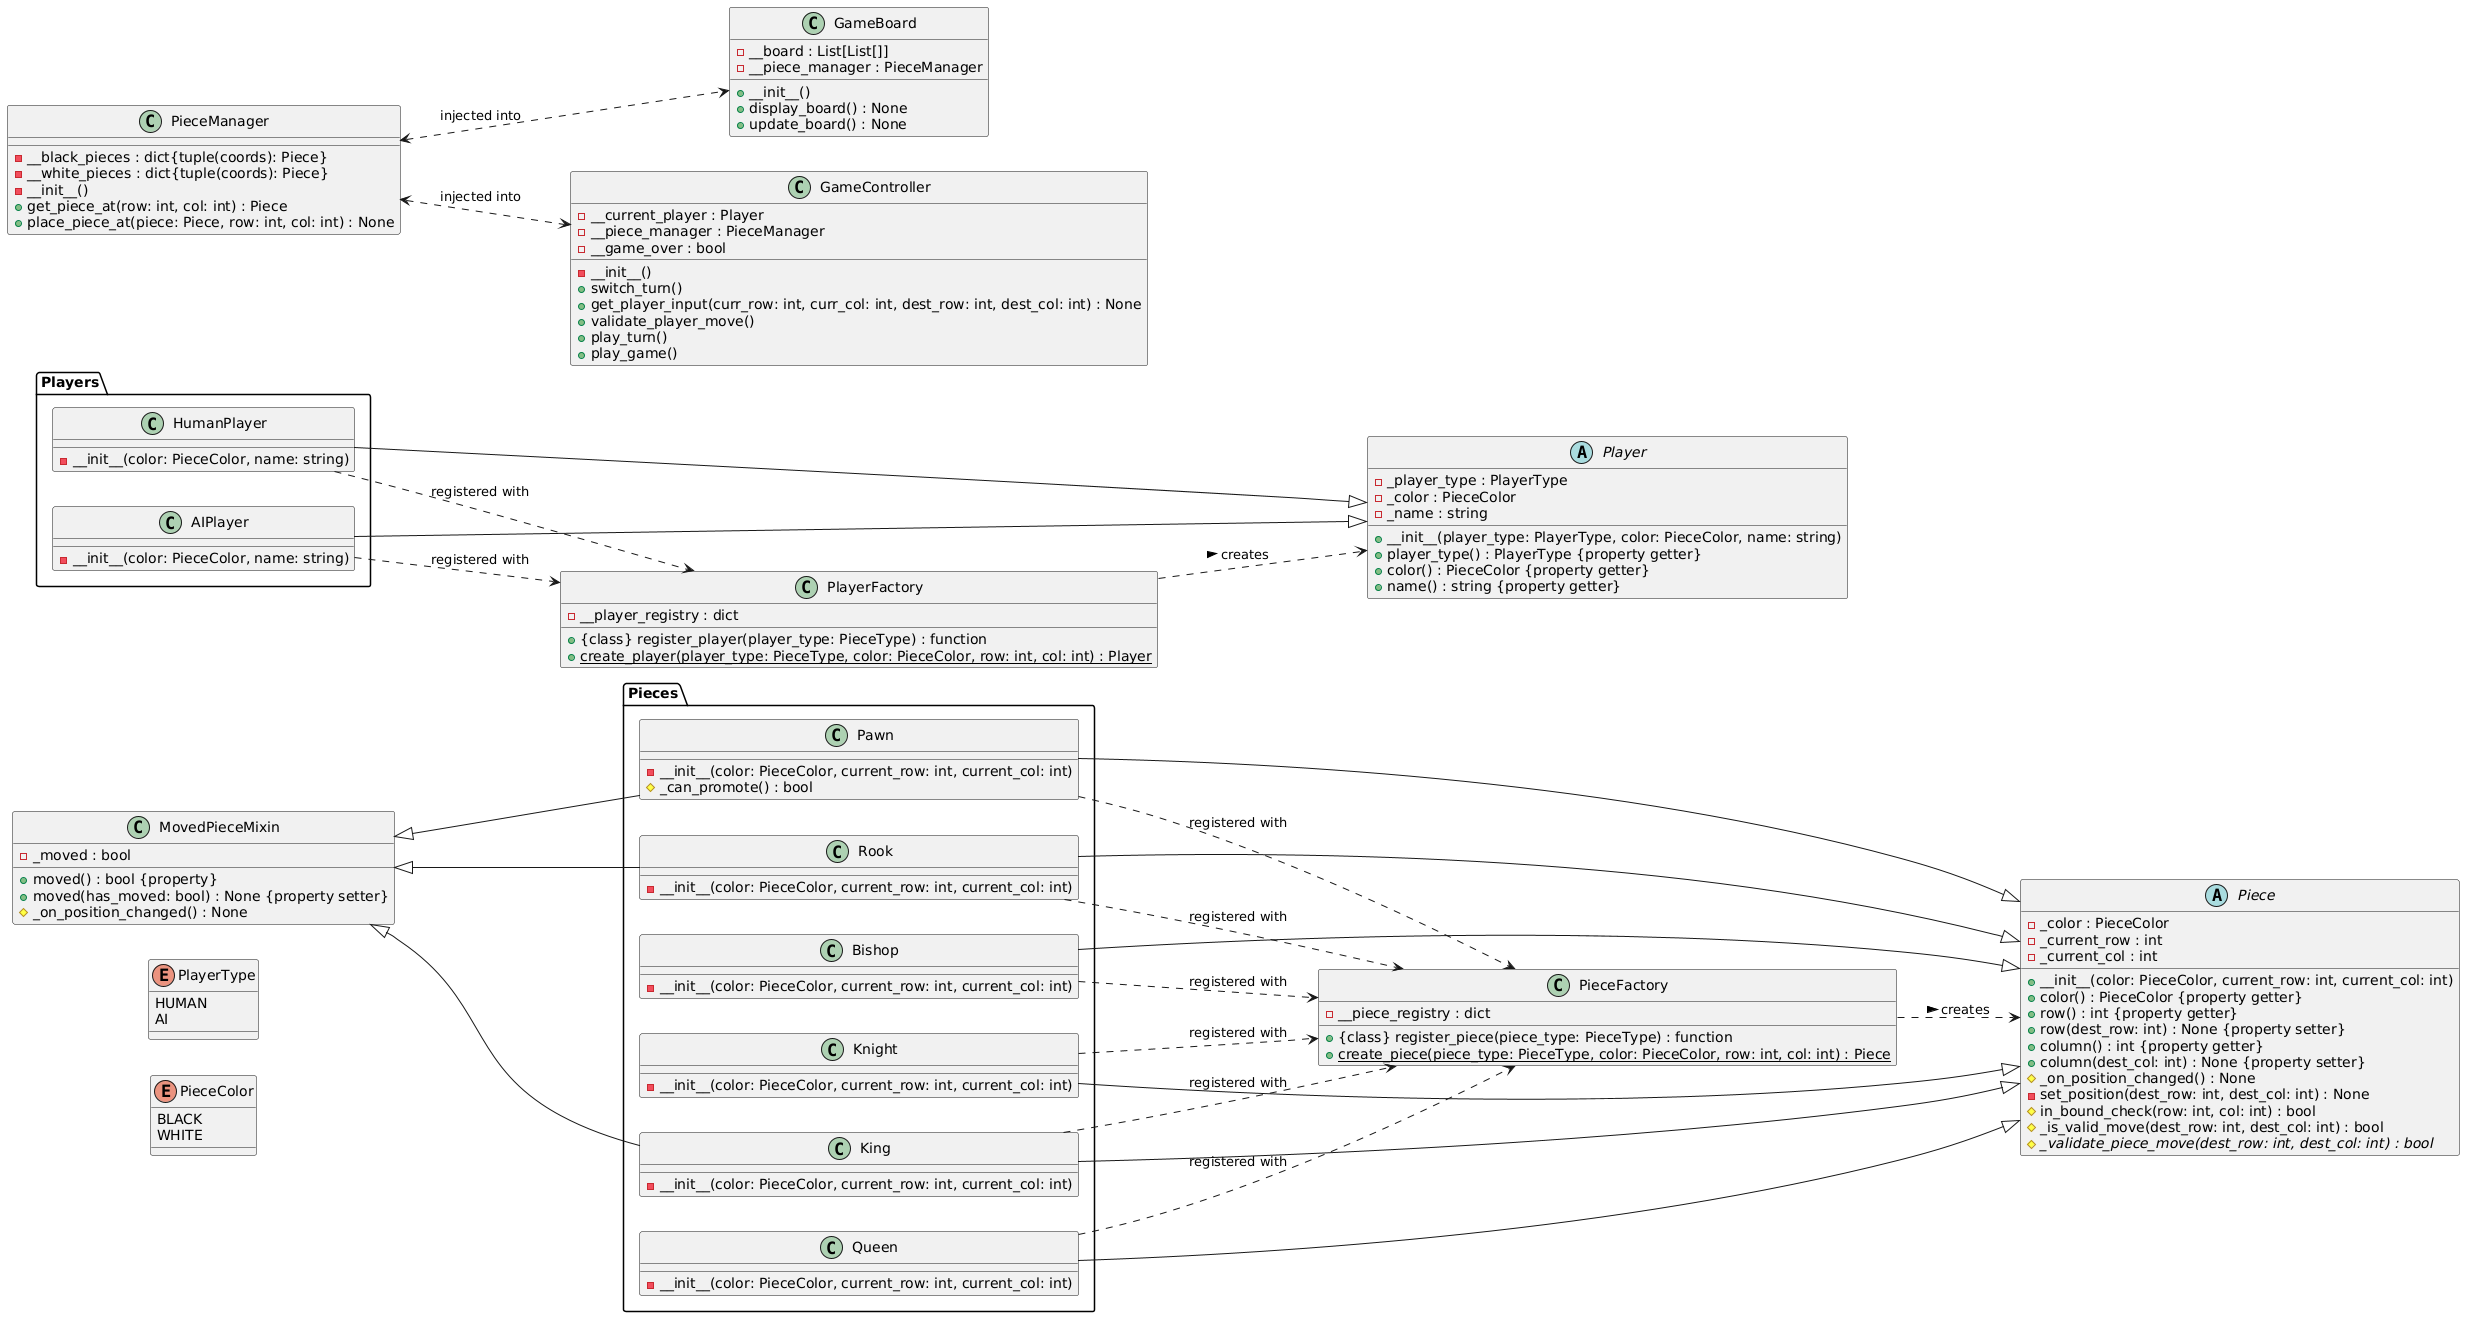 C GameBoard
__board : List[List[]]
__piece_manager : PieceManager
__init__()
display_board() : None
update_board() : None
C PieceManager
__black_pieces : dict{tuple(coords): Piece}
__white_pieces : dict{tuple(coords): Piece}
__init__()
get_piece_at(row: int, col: int) : Piece
place_piece_at(piece: Piece, row: int, col: int) : None
injected into
injected into
C GameController
__current_player : Player
__piece_manager : PieceManager
__game_over : bool
__init__()
switch_turn()
get_player_input(curr_row: int, curr_col: int, dest_row: int, dest_col: int) : None
validate_player_move()
play_turn()
play_game()
Players
C HumanPlayer
__init__(color: PieceColor, name: string)
C AIPlayer
__init__(color: PieceColor, name: string)
registered with
registered with
C PlayerFactory
__player_registry : dict
{class} register_player(player_type: PieceType) : function
create_player(player_type: PieceType, color: PieceColor, row: int, col: int) : Player
creates
A Player
_player_type : PlayerType
_color : PieceColor
_name : string
__init__(player_type: PlayerType, color: PieceColor, name: string)
player_type() : PlayerType {property getter}
color() : PieceColor {property getter}
name() : string {property getter}
C MovedPieceMixin
_moved : bool
moved() : bool {property}
moved(has_moved: bool) : None {property setter}
_on_position_changed() : None
E PlayerType
HUMAN
AI
E PieceColor
BLACK
WHITE
Pieces
C Pawn
__init__(color: PieceColor, current_row: int, current_col: int)
_can_promote() : bool
C Rook
__init__(color: PieceColor, current_row: int, current_col: int)
C Bishop
__init__(color: PieceColor, current_row: int, current_col: int)
C Knight
__init__(color: PieceColor, current_row: int, current_col: int)
C King
__init__(color: PieceColor, current_row: int, current_col: int)
C Queen
__init__(color: PieceColor, current_row: int, current_col: int)
registered with
registered with
registered with
registered with
registered with
registered with
C PieceFactory
__piece_registry : dict
{class} register_piece(piece_type: PieceType) : function
create_piece(piece_type: PieceType, color: PieceColor, row: int, col: int) : Piece
creates
A Piece
_color : PieceColor
_current_row : int
_current_col : int
__init__(color: PieceColor, current_row: int, current_col: int)
color() : PieceColor {property getter}
row() : int {property getter}
row(dest_row: int) : None {property setter}
column() : int {property getter}
column(dest_col: int) : None {property setter}
_on_position_changed() : None
set_position(dest_row: int, dest_col: int) : None
in_bound_check(row: int, col: int) : bool
_is_valid_move(dest_row: int, dest_col: int) : bool
_validate_piece_move(dest_row: int, dest_col: int) : bool